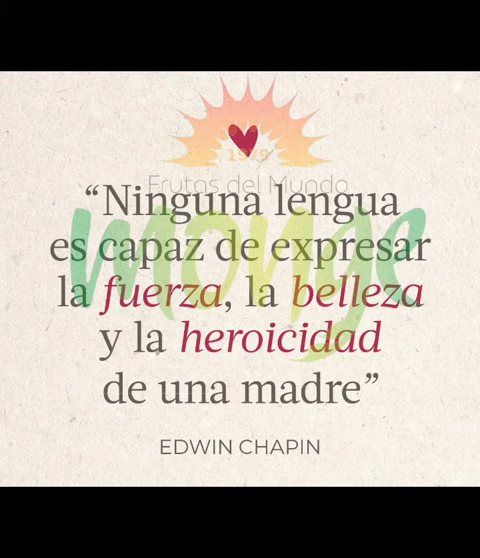 1979
Frutas del Mundo
monge
“Ninguna lengua
es capaz de expresar
la fuerza, la belleza
y la heroicidad
de una madre”
EDWIN CHAPIN